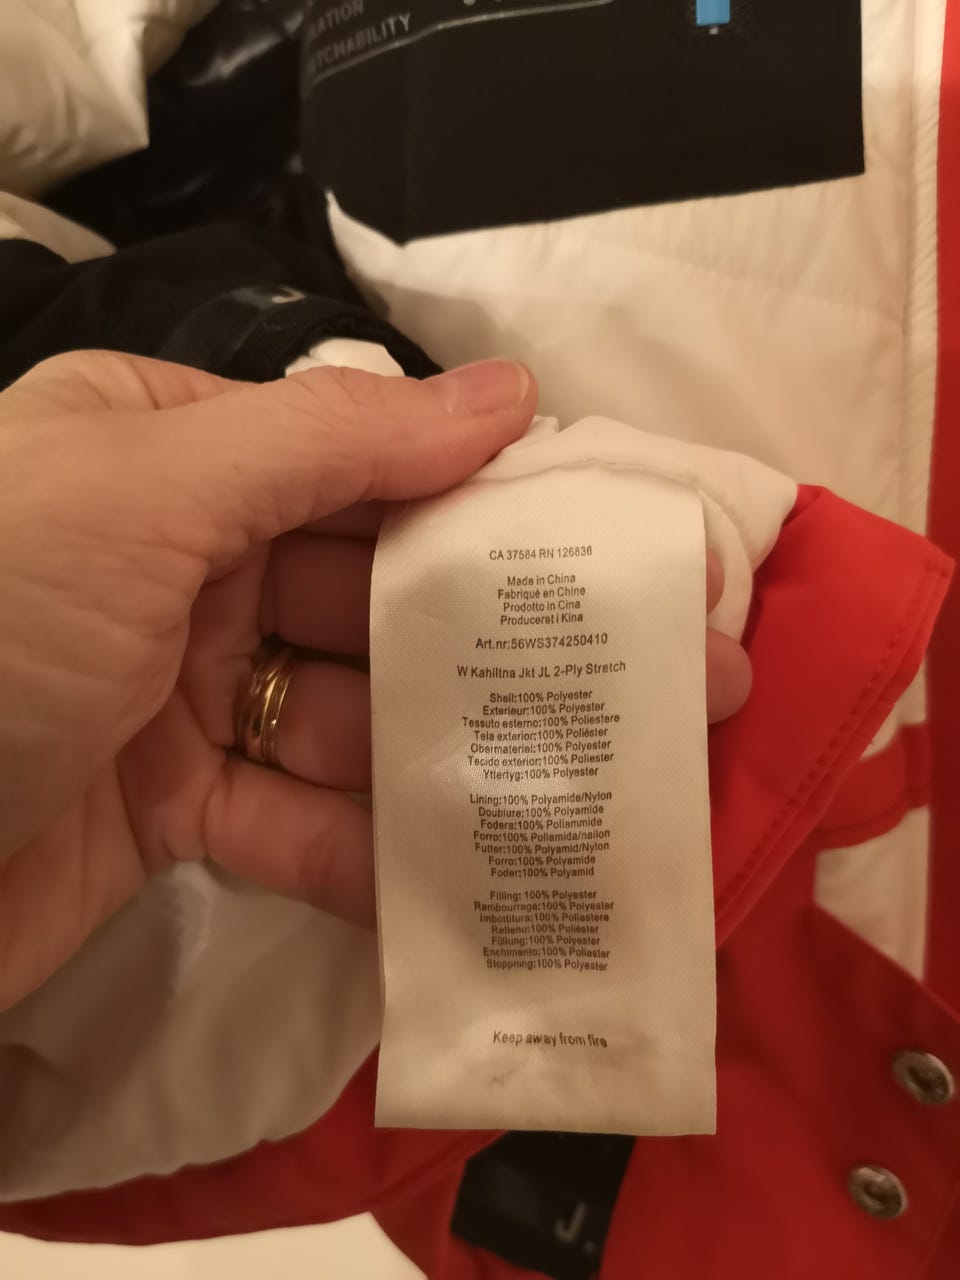 CA 37584 RN 126836
Made in China
Fabriqué en Chine
Prodotto in Cina
Producerat i Kina
Art.nr:56WS374250410
W Kahiltna Jkt JL 2-Ply Stretch
Shell:100% Polyester
Exterieur:100% Polyester
Tessuto esterno:100% Poliestere
Tela exterior:100% Poliéster
Obermaterial:100% Polyester
Tecido exterior:100% Poliester
Yttertyg:100% Polyester
Lining:100% Polyamide/Nylon
Doublure:100% Polyamide
Fodera:100% Poliammide
Forro:100% Poliamida/nailon
Futter:100% Polyamid/Nylon
Forro:100% Polyamide
Foder:100% Polyamid
Filling: 100% Polyester
Rembourrage:100% Polyester
Imbottitura:100% Poliestere
Relleno:100% Poliéster
Füllung:100% Polyester
Enchimento:100% Poliester
Stoppning:100% Polyester
Keep away from fire
J.